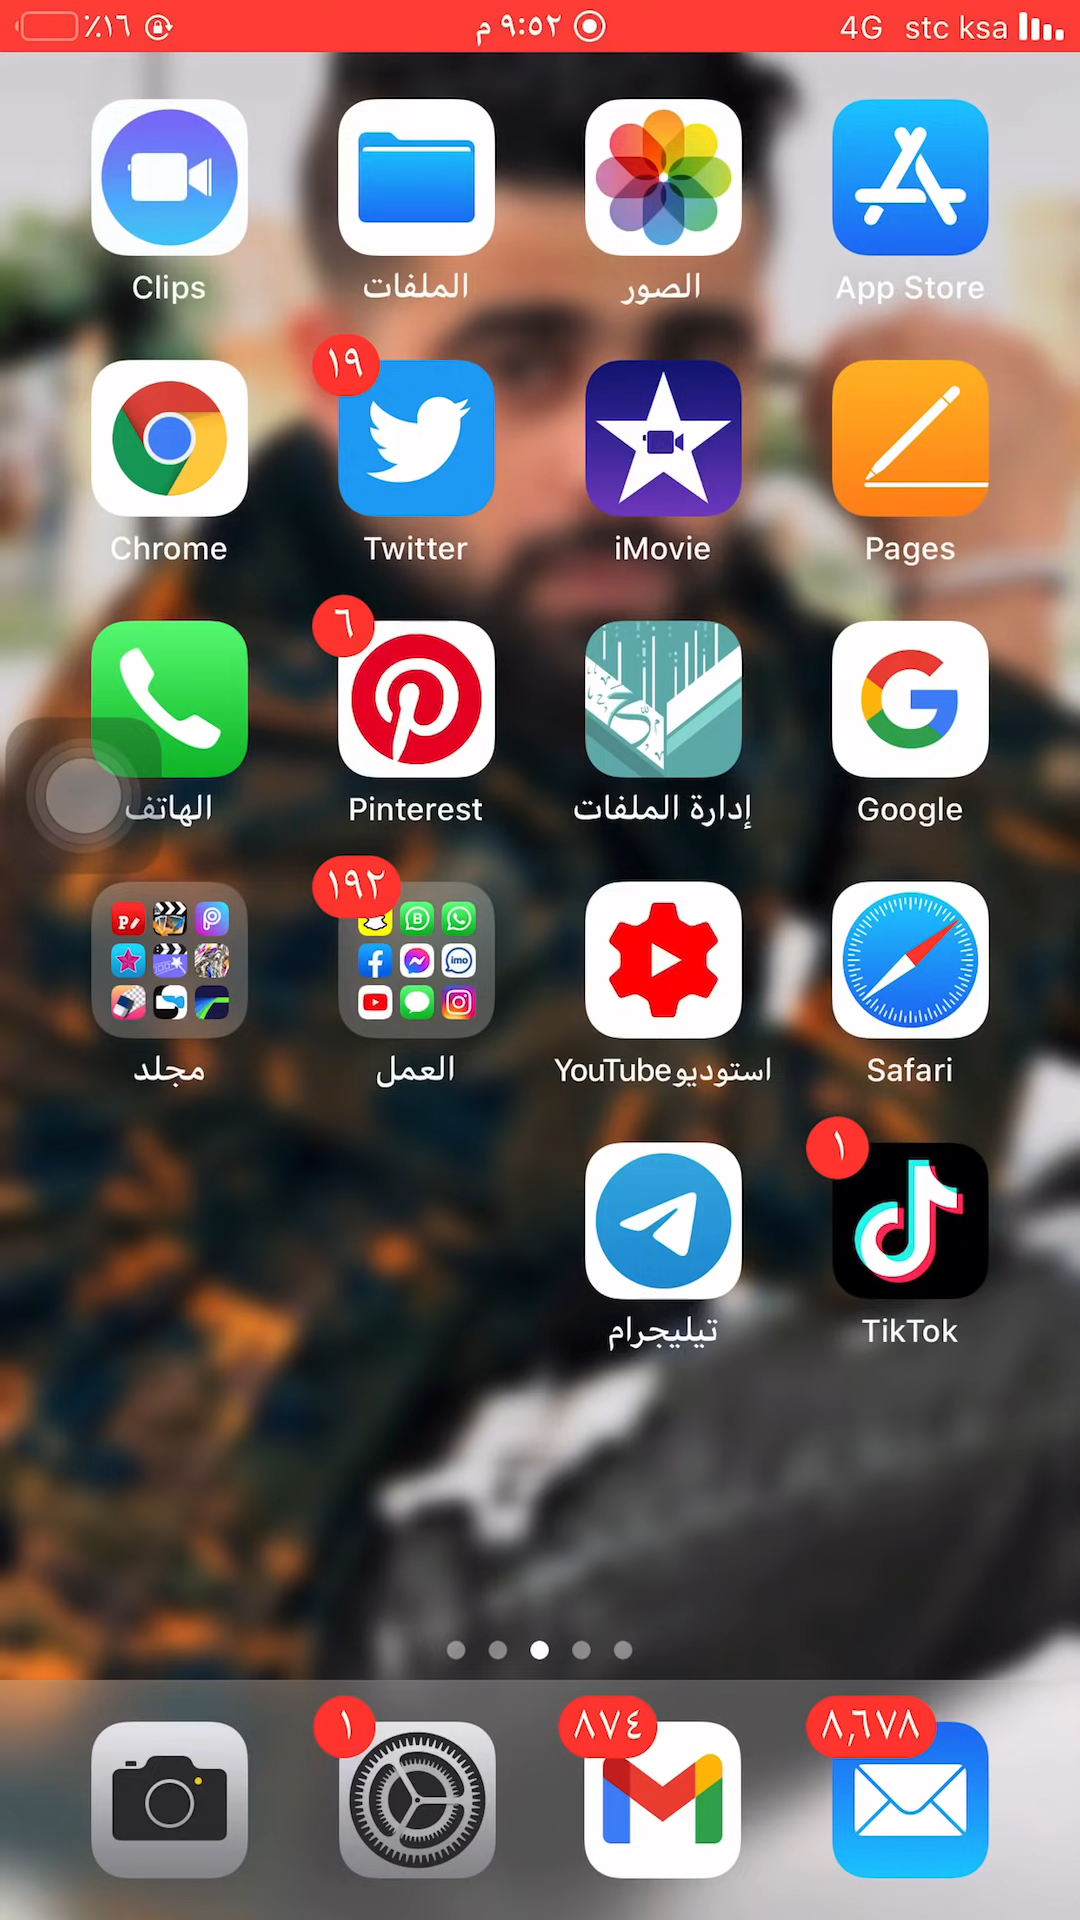 ٪١٦ ٩:٥٢ م 4G stc ksa
Clips الملفات الصور App Store
١٩
Chrome Twitter iMovie Pages
٦
الهاتف Pinterest إدارة الملفات Google
١٩٢
مجلد العمل استوديو YouTube Safari
١
تيليجرام TikTok
١ ٨٧٤ ٨,٦٧٨